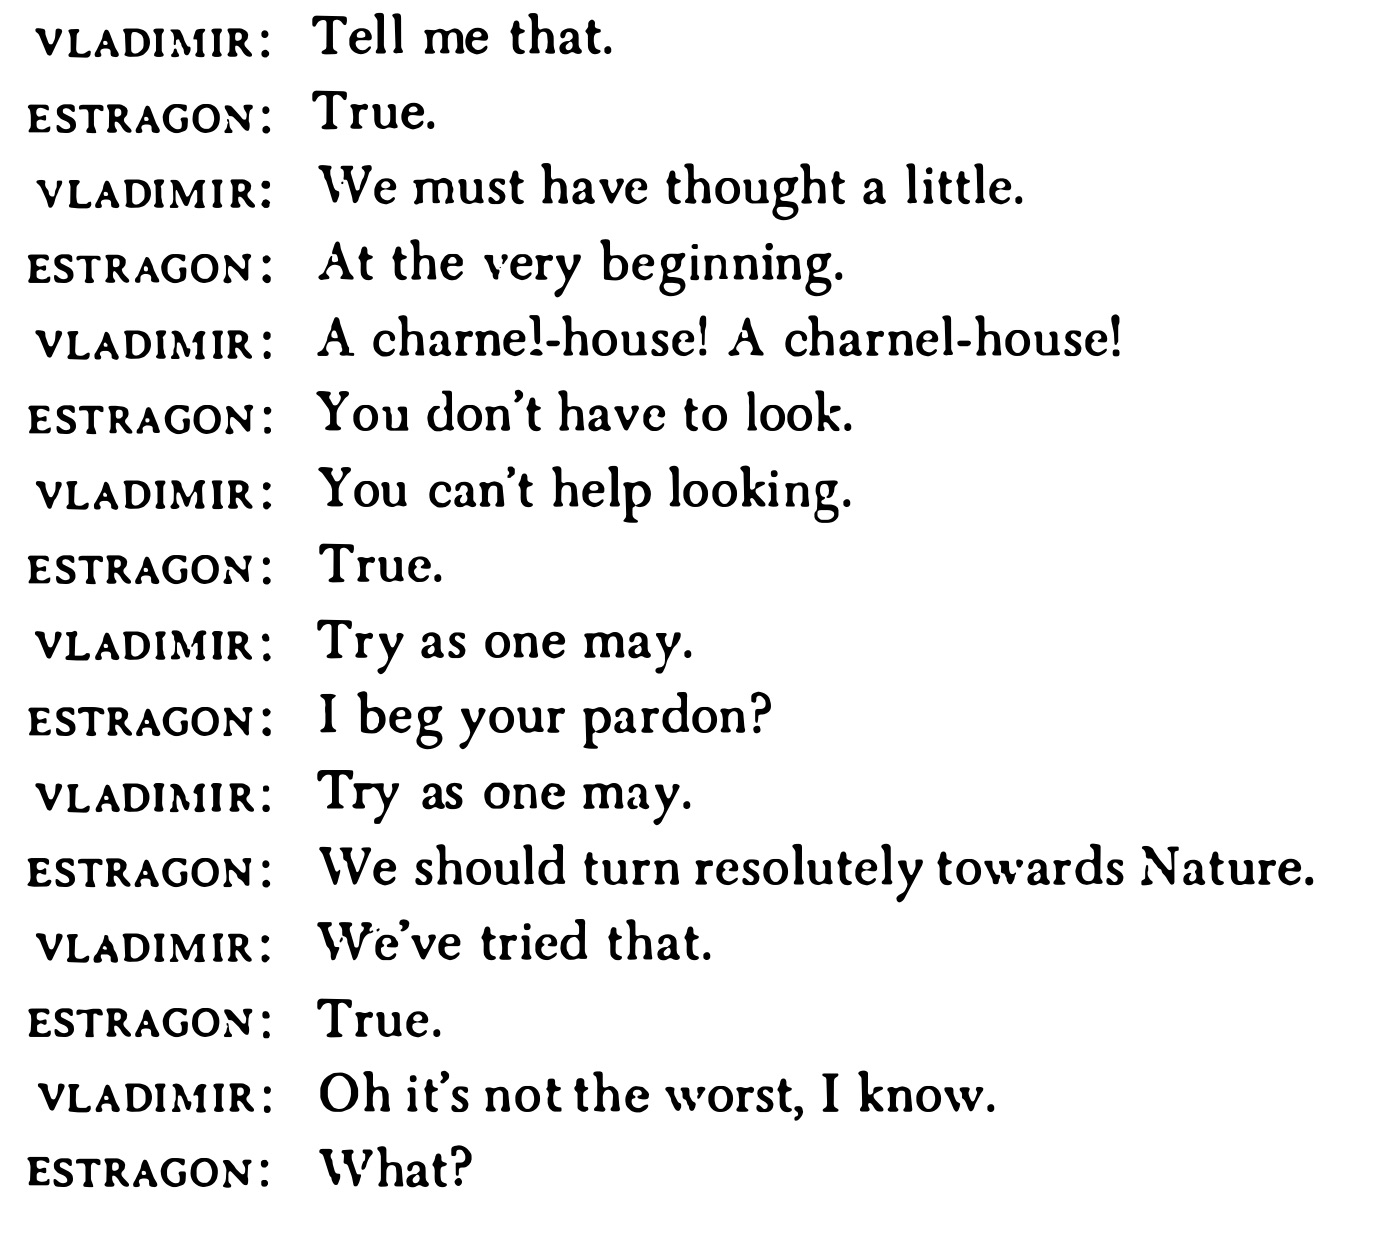 VLADIMIR: Tell me that.
ESTRAGON: True.
VLADIMIR: We must have thought a little.
ESTRAGON: At the very beginning.
VLADIMIR: A charnel-house! A charnel-house!
ESTRAGON: You don't have to look.
VLADIMIR: You can't help looking.
ESTRAGON: True.
VLADIMIR: Try as one may.
ESTRAGON: I beg your pardon?
VLADIMIR: Try as one may.
ESTRAGON: We should turn resolutely towards Nature.
VLADIMIR: We've tried that.
ESTRAGON: True.
VLADIMIR: Oh it's not the worst, I know.
ESTRAGON: What?